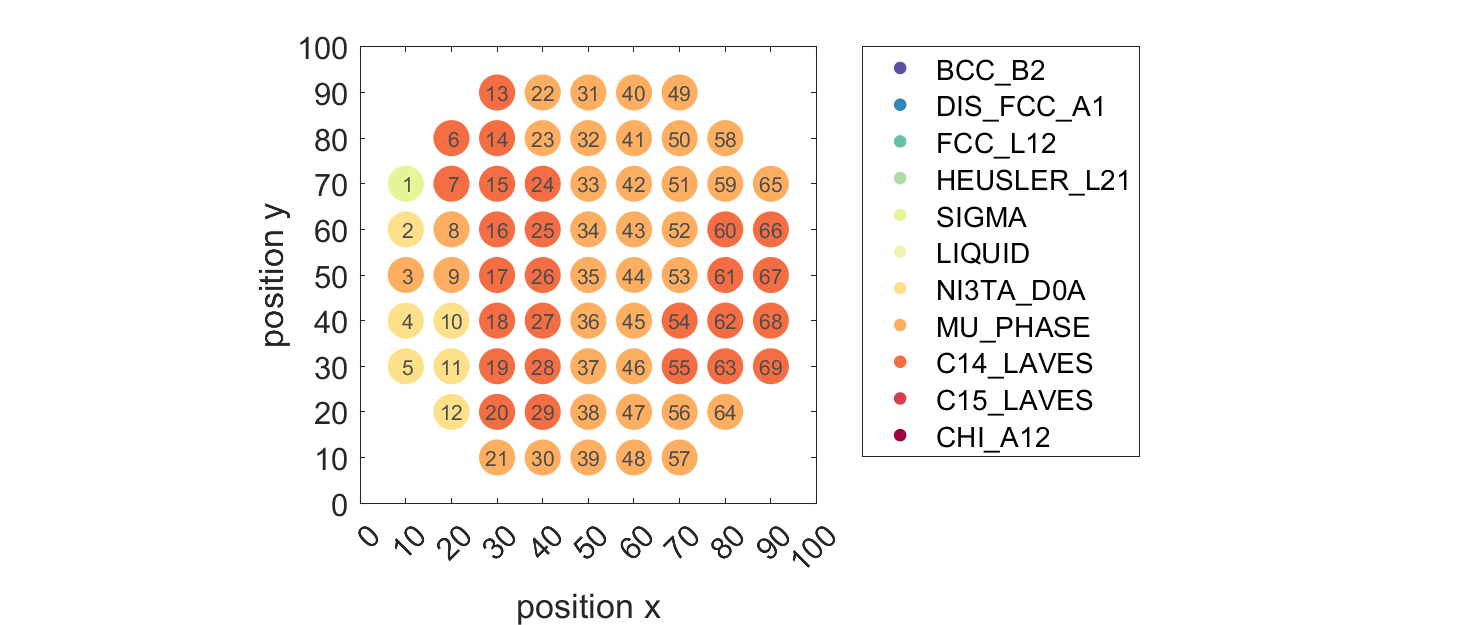 100
90 13 22 31 40 49
80 6 14 23 32 41 50 58
70 1 7 15 24 33 42 51 59 65
60 2 8 16 25 34 43 52 60 66
50 3 9 17 26 35 44 53 61 67
40 4 10 18 27 36 45 54 62 68
30 5 11 19 28 37 46 55 63 69
20 12 20 29 38 47 56 64
10 21 30 39 48 57
0
position y
0 10 20 30 40 50 60 70 80 90 100
position x
BCC_B2
DIS_FCC_A1
FCC_L12
HEUSLER_L21
SIGMA
LIQUID
NI3TA_D0A
MU_PHASE
C14_LAVES
C15_LAVES
CHI_A12